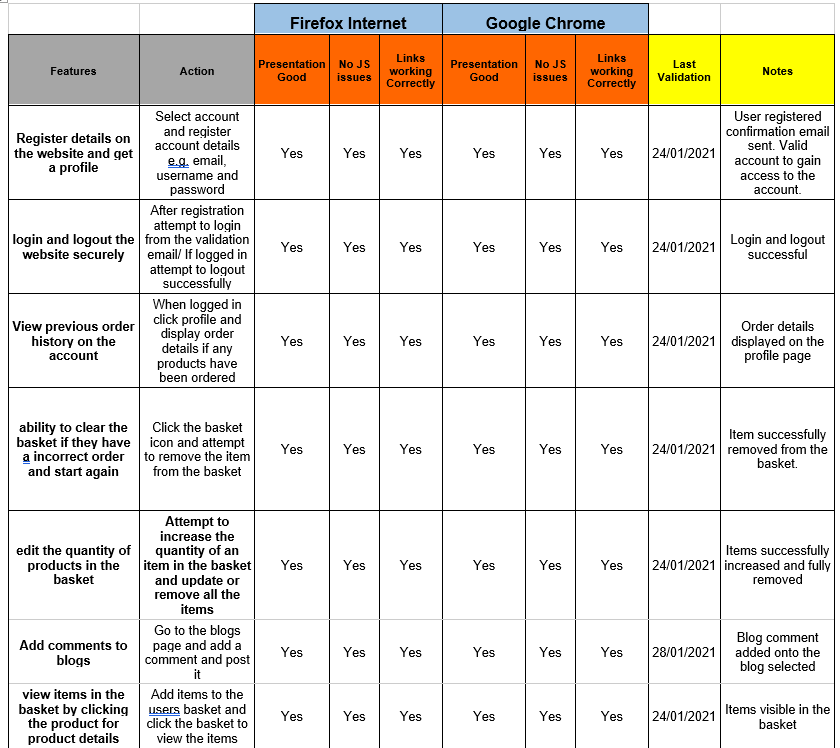 Firefox Internet Google Chrome
Features Action Presentation Good No JS issues Links working Correctly Presentation Good No JS issues Links working Correctly Last Validation Notes
Register details on the website and get a profile
Select account and register account details e.g. email, username and password
Yes Yes Yes Yes Yes Yes 24/01/2021
User registered confirmation email sent. Valid account to gain access to the account.
login and logout the website securely
After registration attempt to login from the validation email/ If logged in attempt to logout successfully
Yes Yes Yes Yes Yes Yes 24/01/2021
Login and logout successful
View previous order history on the account
When logged in click profile and display order details if any products have been ordered
Yes Yes Yes Yes Yes Yes 24/01/2021
Order details displayed on the profile page
ability to clear the basket if they have a incorrect order and start again
Click the basket icon and attempt to remove the item from the basket
Yes Yes Yes Yes Yes Yes 24/01/2021
Item successfully removed from the basket.
edit the quantity of products in the basket
Attempt to increase the quantity of an item in the basket and update or remove all the items
Yes Yes Yes Yes Yes Yes 24/01/2021
Items successfully increased and fully removed
Add comments to blogs
Go to the blogs page and add a comment and post it
Yes Yes Yes Yes Yes Yes 28/01/2021
Blog comment added onto the blog selected
view items in the basket by clicking the product for product details
Add items to the users basket and click the basket to view the items
Yes Yes Yes Yes Yes Yes 24/01/2021
Items visible in the basket